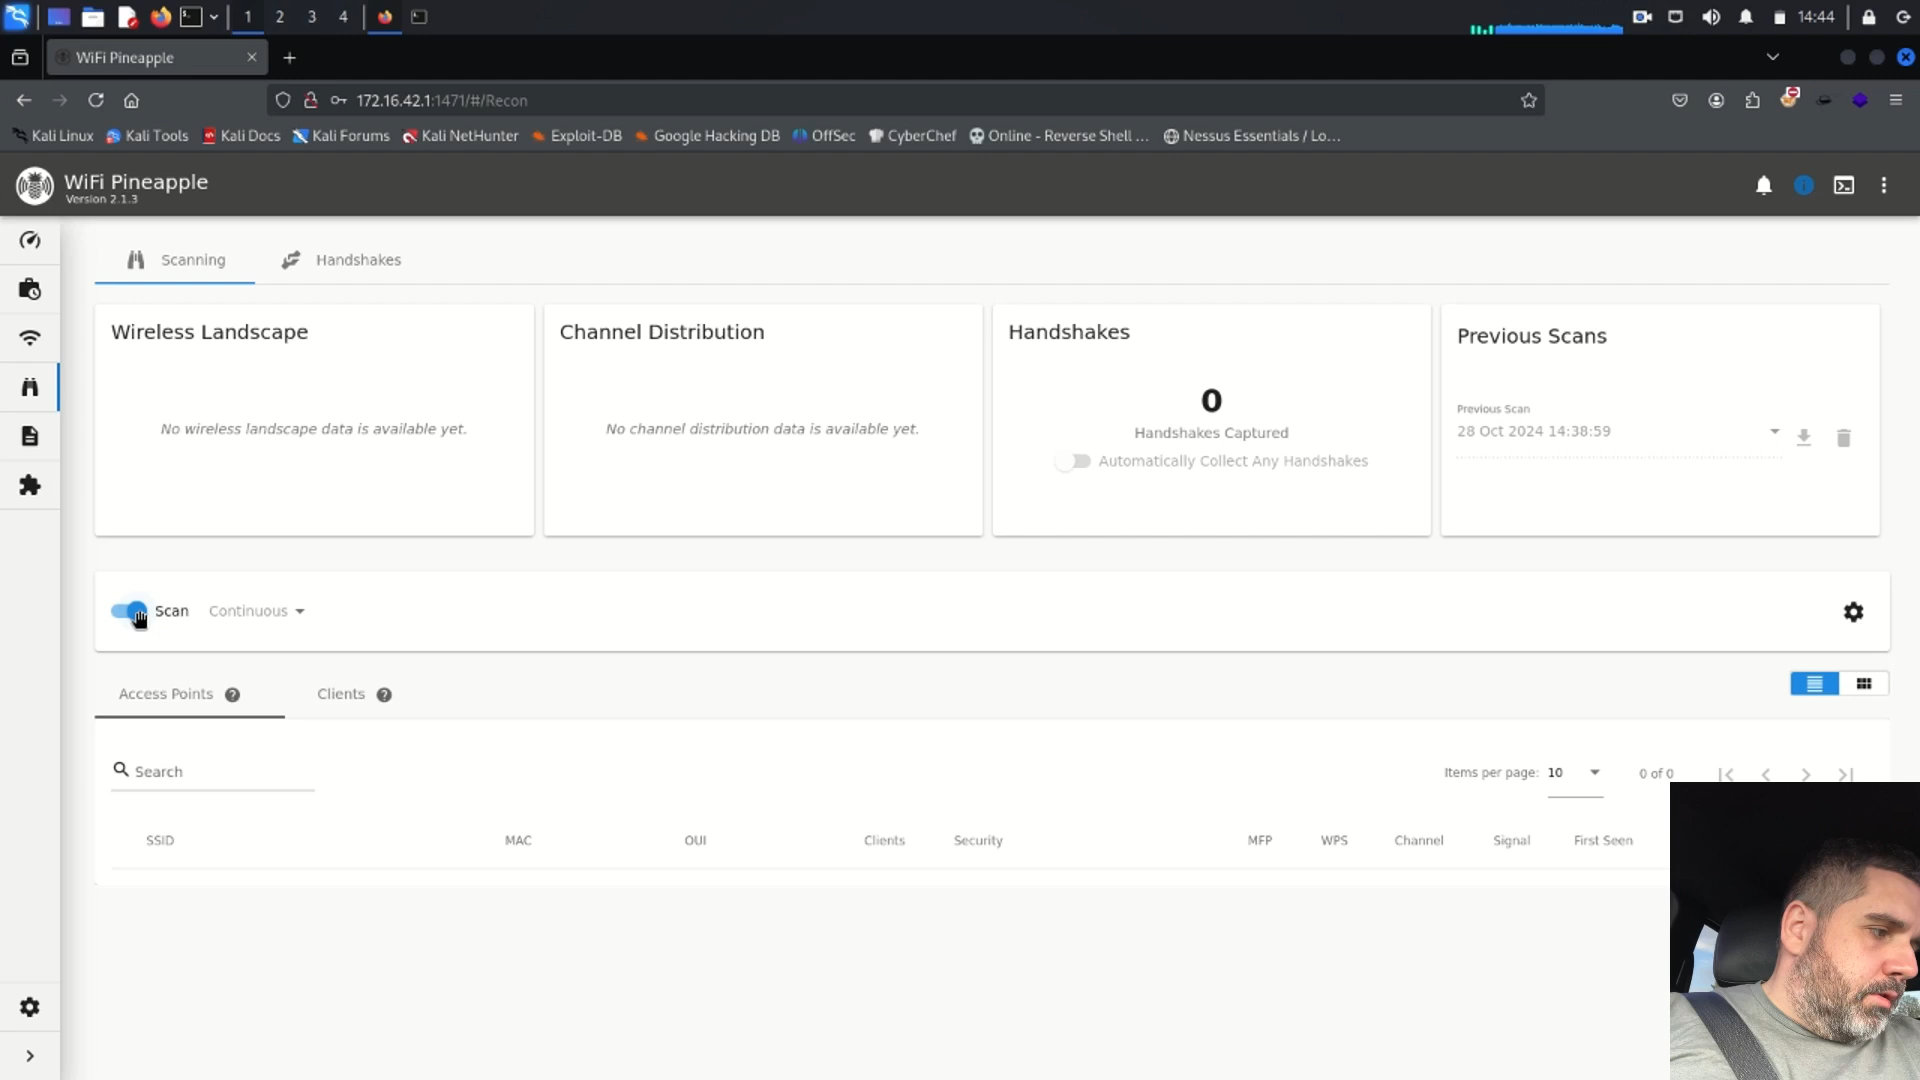 1 2 3 4
14:44
WiFi Pineapple
172.16.42.1:1471/#/Recon
Kali Linux Kali Tools Kali Docs Kali Forums Kali NetHunter Exploit-DB Google Hacking DB OffSec CyberChef Online - Reverse Shell ... Nessus Essentials / Lo...
WiFi Pineapple
Version 2.1.3
Scanning Handshakes
Wireless Landscape
No wireless landscape data is available yet.
Channel Distribution
No channel distribution data is available yet.
Handshakes
0
Handshakes Captured
Automatically Collect Any Handshakes
Previous Scans
Previous Scan
28 Oct 2024 14:38:59
Scan Continuous
Access Points ? Clients ?
Search
Items per page: 10 0 of 0
SSID MAC OUI Clients Security MFP WPS Channel Signal First Seen